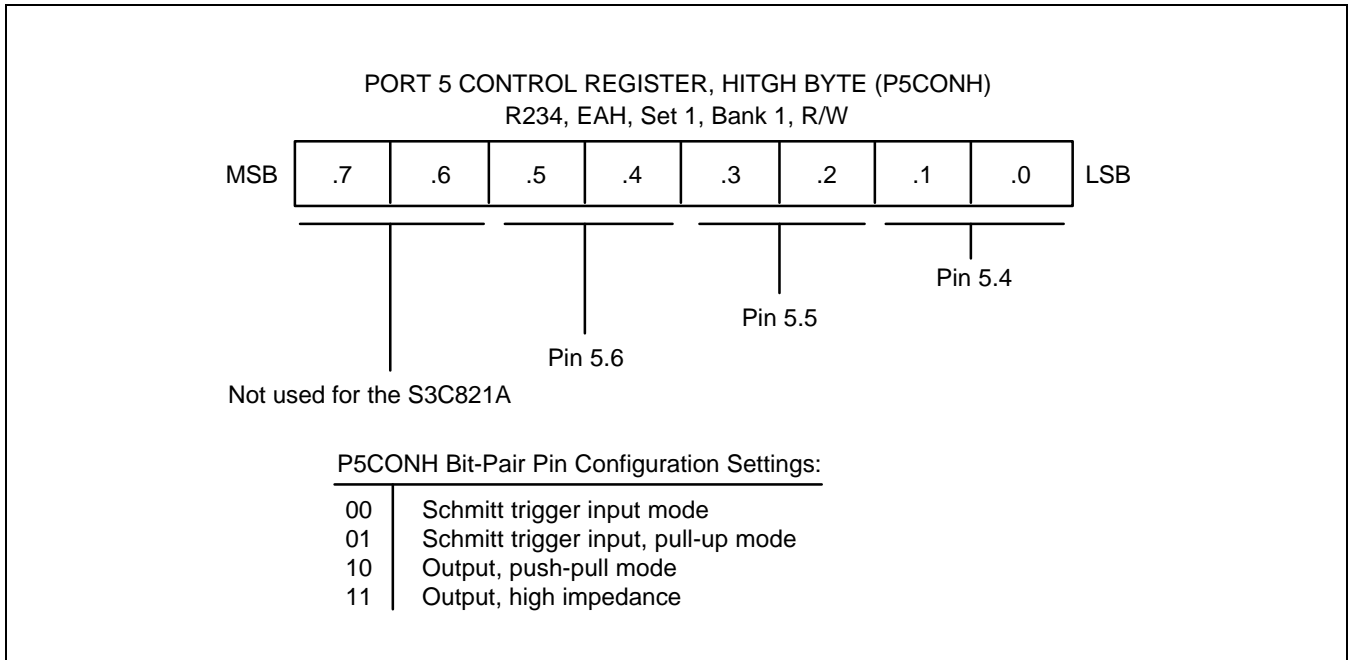 PORT 5 CONTROL REGISTER, HITGH BYTE (P5CONH)
R234, EAH, Set 1, Bank 1, R/W
MSB .7 .6 .5 .4 .3 .2 .1 .0 LSB
Pin 5.4
Pin 5.5
Pin 5.6
Not used for the S3C821A
P5CONH Bit-Pair Pin Configuration Settings:
00 Schmitt trigger input mode
01 Schmitt trigger input, pull-up mode
10 Output, push-pull mode
11 Output, high impedance